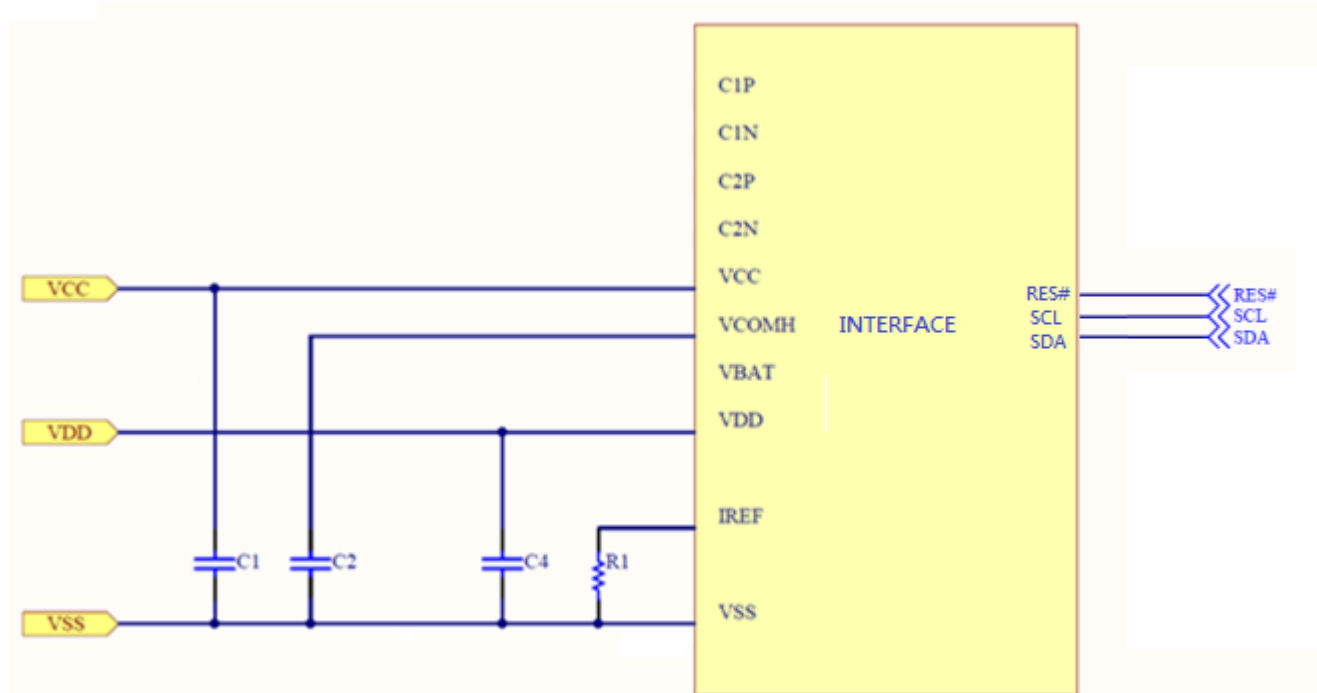 C1P
C1N
C2P
C2N
VCC
VCC
RES#
RES#
VCOMH
INTERFACE
SCL
SCL
SDA
SDA
VBAT
VDD
VDD
IREF
C1
C2
C4
R1
VSS
VSS